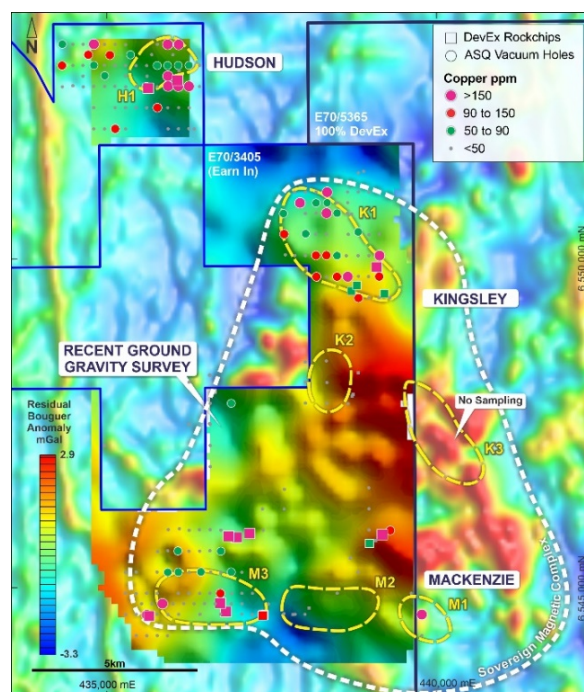 N
HUDSON
H1
DevEx Rockchips
ASQ Vacuum Holes
Copper ppm
>150
90 to 150
50 to 90
<50
E70/5365
100% DevEx
E70/3405
(Earn In)
K1
6,550,000 mN
KINGSLEY
K2
RECENT GROUND
GRAVITY SURVEY
No Sampling
K3
Residual
Bouguer
Anomaly
mGal
2.9
-3.3
M3
M2
MACKENZIE
M1
6,545,000 mN
Sovereign Magnetic Complex
5km
435,000 mE
440,000 mE